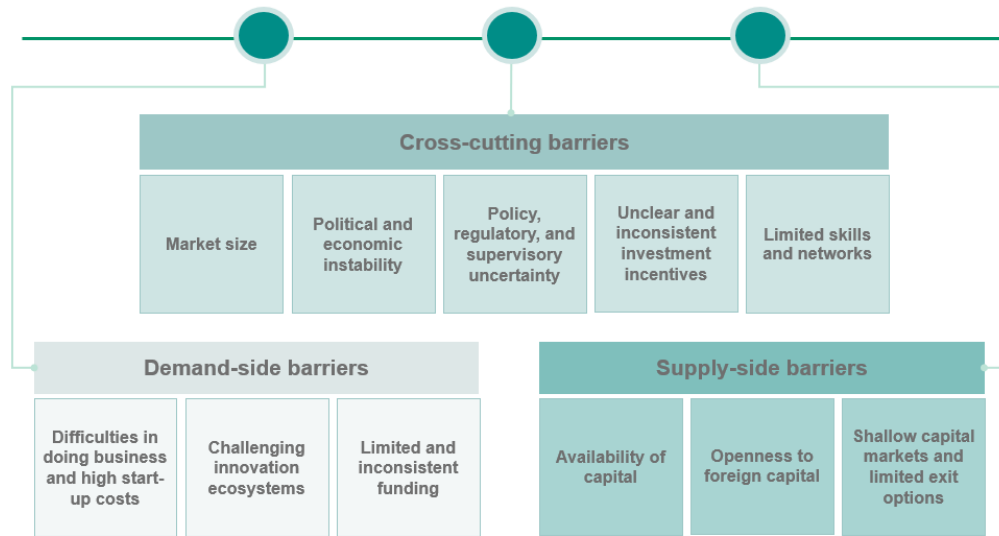 Cross-cutting barriers
Market size
Political and
economic
instability
Policy,
regulatory, and
supervisory
uncertainty
Unclear and
inconsistent
investment
incentives
Limited skills
and networks
Demand-side barriers
Difficulties in
doing business
and high start-
up costs
Challenging
innovation
ecosystems
Limited and
inconsistent
funding
Supply-side barriers
Availability of
capital
Openness to
foreign capital
Shallow capital
markets and
limited exit
options